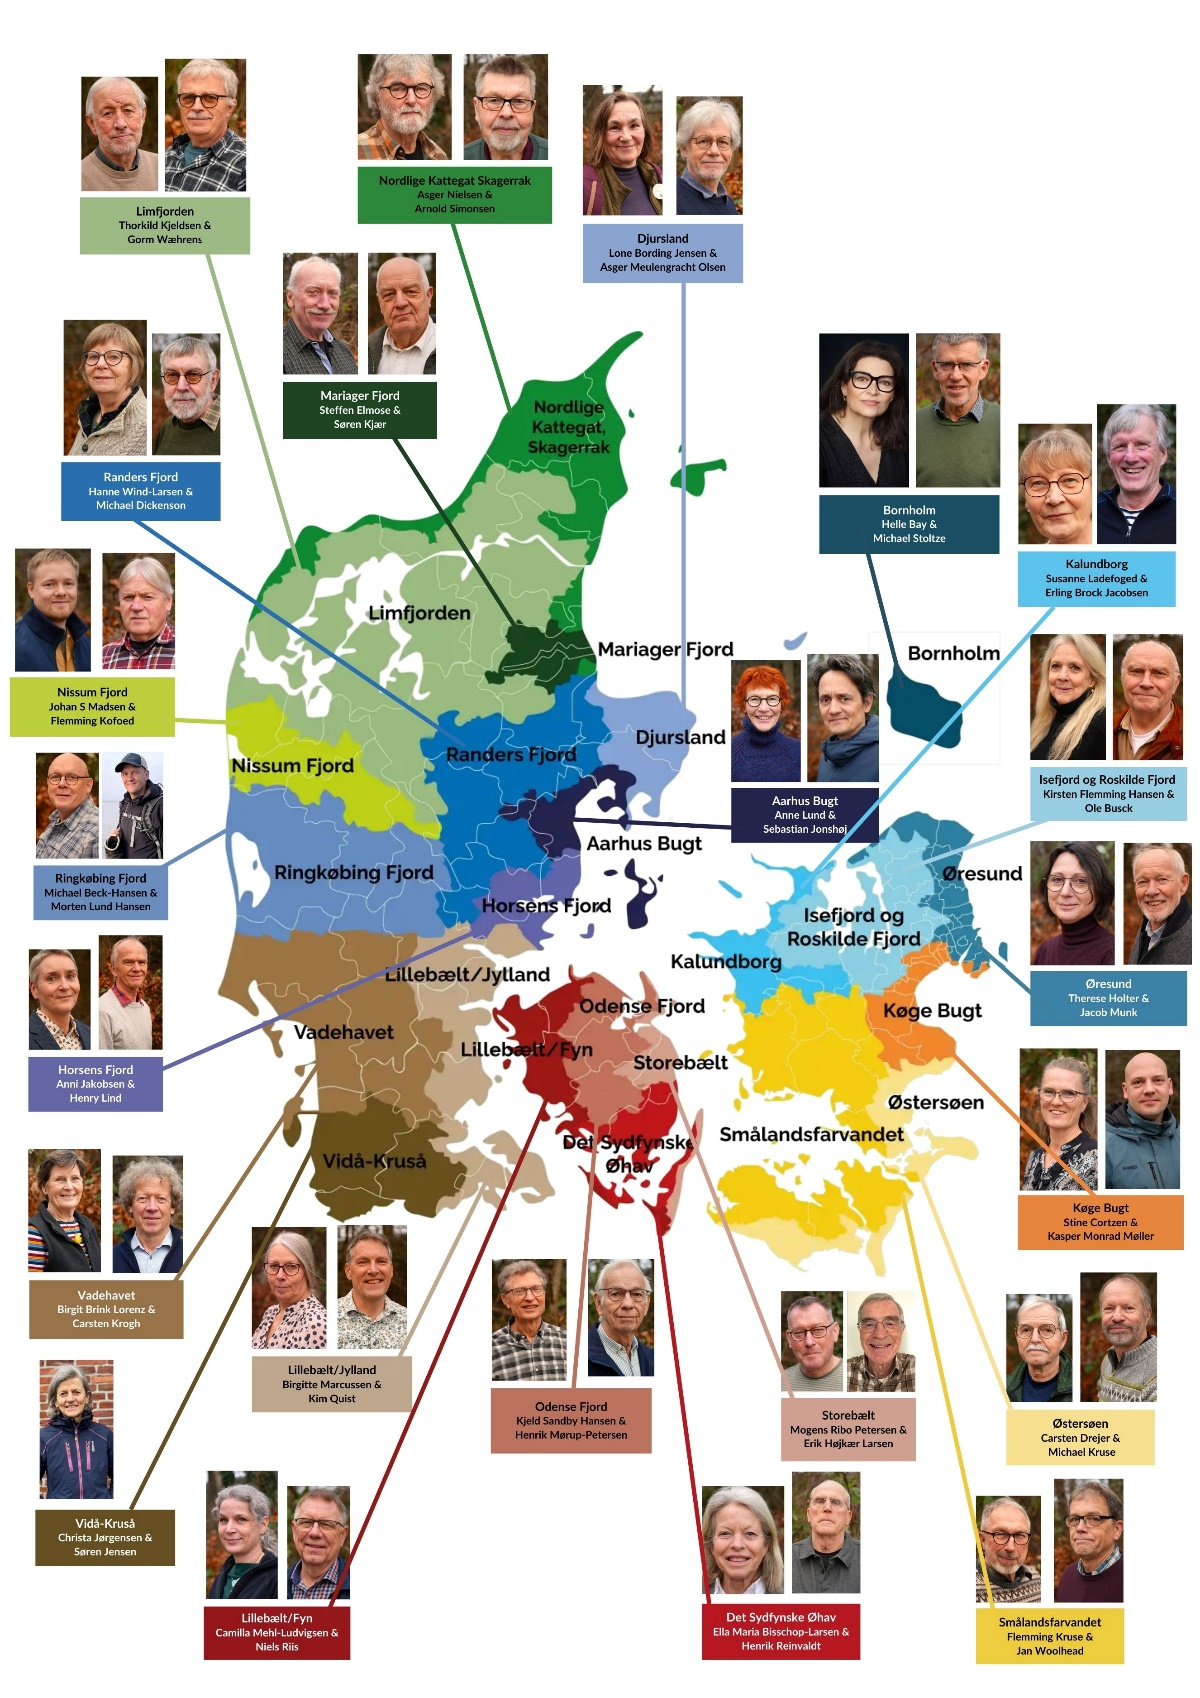 Limfjorden
Thorkild Kjeldsen &
Gorm Wæhrens
Nordlige Kattegat Skagerrak
Asger Nielsen &
Arnold Simonsen
Djursland
Lone Bording Jensen &
Asger Meulengracht Olsen
Mariager Fjord
Steffen Elmose &
Søren Kjær
Randers Fjord
Hanne Wind-Larsen &
Michael Dickenson
Bornholm
Helle Bay &
Michael Stoltze
Kalundborg
Susanne Ladefoged &
Erling Brock Jacobsen
Nissum Fjord
Johan S Madsen &
Flemming Kofoed
Isefjord og Roskilde Fjord
Kirsten Flemming Hansen &
Ole Busck
Aarhus Bugt
Anne Lund &
Sebastian Jonshøj
Ringkøbing Fjord
Michael Beck-Hansen &
Morten Lund Hansen
Øresund
Therese Holter &
Jacob Munk
Horsens Fjord
Anni Jakobsen &
Henry Lind
Køge Bugt
Stine Cortzen &
Kasper Monrad Møller
Vadehavet
Birgit Brink Lorenz &
Carsten Krogh
Lillebælt/Jylland
Birgitte Marcussen &
Kim Quist
Odense Fjord
Kjeld Sandby Hansen &
Henrik Mørup-Petersen
Storebælt
Mogens Ribo Petersen &
Erik Højkjær Larsen
Østersøen
Carsten Drejer &
Michael Kruse
Vidå-Kruså
Christa Jørgensen &
Søren Jensen
Lillebælt/Fyn
Camilla Mehl-Ludvigsen &
Niels Riis
Det Sydfynske Øhav
Ella Maria Bisschop-Larsen &
Henrik Reinvaldt
Smålandsfarvandet
Flemming Kruse &
Jan Woolhead
Nordlige
Kattegat,
Skagerrak
Limfjorden
Mariager Fjord
Bornholm
Djursland
Randers Fjord
Nissum Fjord
Aarhus Bugt
Ringkøbing Fjord
Øresund
Horsens Fjord
Isefjord og
Roskilde Fjord
Kalundborg
Lillebælt/Jylland
Odense Fjord
Køge Bugt
Vadehavet
Lillebælt/Fyn
Storebælt
Østersøen
Smålandsfarvandet
Det Sydfynske
Øhav
Vidå-Kruså